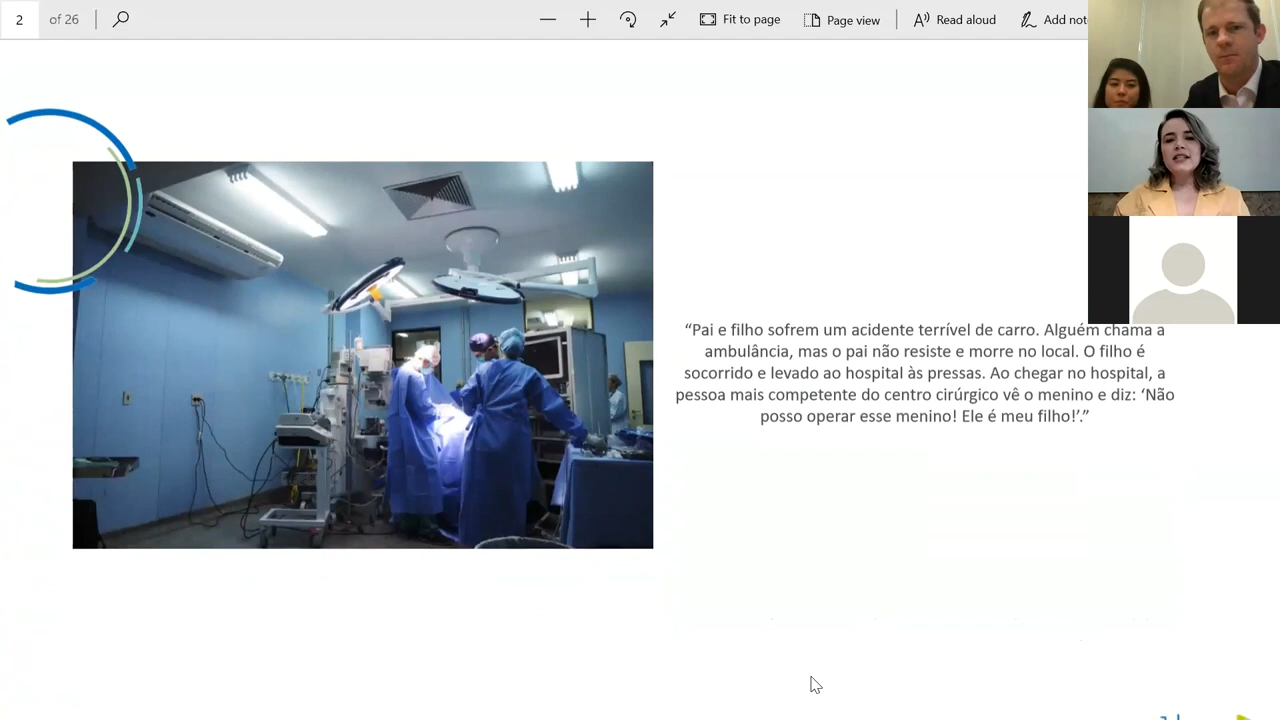 2 of 26
Fit to page
Page view
Read aloud
Add
“Pai e filho sofrem um acidente terrível de carro. Alguém chama a
ambulância, mas o pai não resiste e morre no local. O filho é
socorrido e levado ao hospital às pressas. Ao chegar no hospital, a
pessoa mais competente do centro cirúrgico vê o menino e diz: ‘Não
posso operar esse menino! Ele é meu filho!’.”